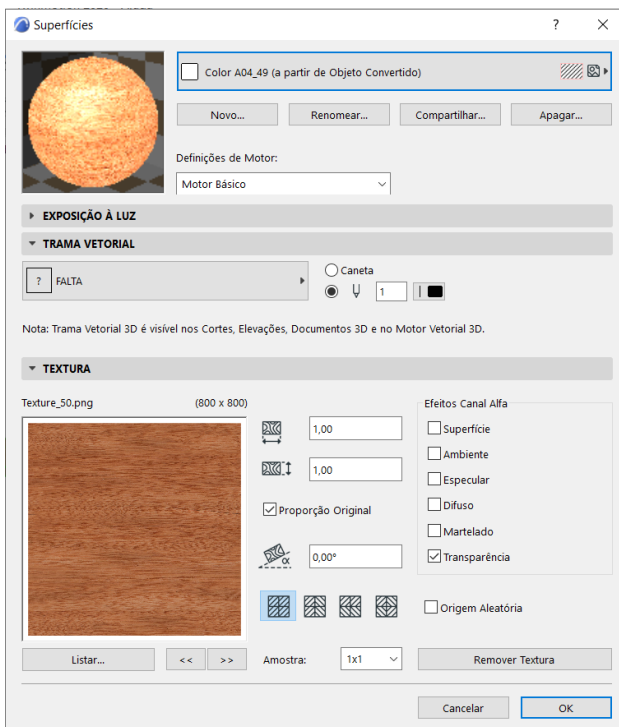 Superfícies
?
Color A04_49 (a partir de Objeto Convertido)
Novo...
Renomear...
Compartilhar...
Apagar...
Definições de Motor:
Motor Básico
EXPOSIÇÃO À LUZ
TRAMA VETORIAL
? FALTA
Caneta
1
Nota: Trama Vetorial 3D é visível nos Cortes, Elevações, Documentos 3D e no Motor Vetorial 3D.
TEXTURA
Texture_50.png (800 x 800)
1,00
1,00
Proporção Original
α 0,00°
Efeitos Canal Alfa
Superfície
Ambiente
Especular
Difuso
Martelado
Transparência
Origem Aleatória
Listar...
<<
>>
Amostra: 1x1
Remover Textura
Cancelar
OK